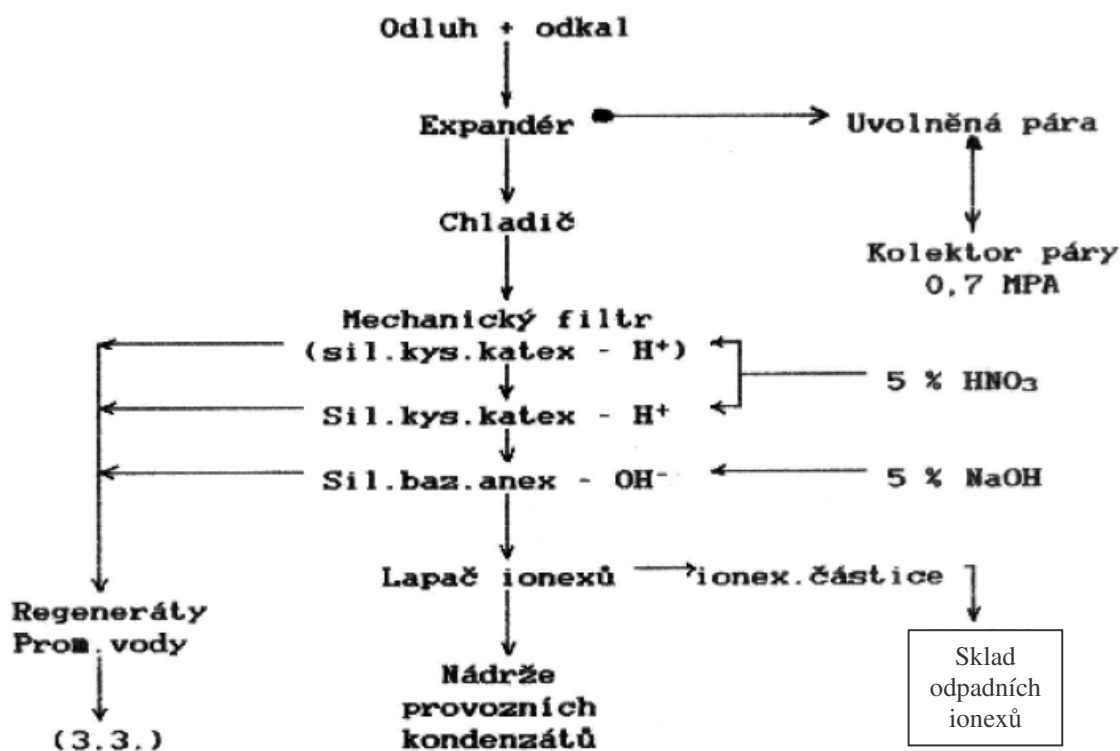 Odluh + odkal
Expandér
Uvolněná pára
Chladič
Kolektor páry
0,7 MPA
Mechanický filtr
(sil.kys.katex - H⁺)
5 % HNO₃
Sil.kys.katex - H⁺
Sil.baz.anex - OH⁻
5 % NaOH
Lapač ionexů
ionex.částice
Regeneráty
Prom.vody
(3.3.)
Nádrže
provozních
kondenzátů
Sklad
odpadních
ionexů